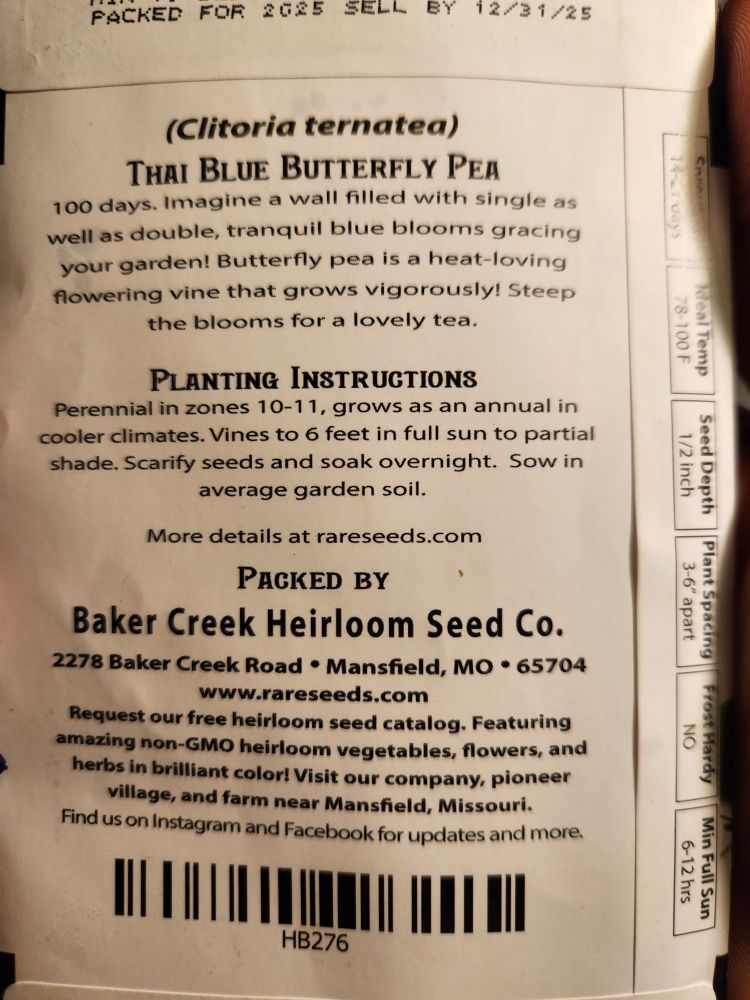 PACKED FOR 2025 SELL BY 12/31/25
(Clitoria ternatea)
THAI BLUE BUTTERFLY PEA
100 days. Imagine a wall filled with single as
well as double, tranquil blue blooms gracing
your garden! Butterfly pea is a heat-loving
flowering vine that grows vigorously! Steep
the blooms for a lovely tea.
PLANTING INSTRUCTIONS
Perennial in zones 10-11, grows as an annual in
cooler climates. Vines to 6 feet in full sun to partial
shade. Scarify seeds and soak overnight. Sow in
average garden soil.
More details at rareseeds.com
PACKED BY
Baker Creek Heirloom Seed Co.
2278 Baker Creek Road • Mansfield, MO • 65704
www.rareseeds.com
Request our free heirloom seed catalog. Featuring
amazing non-GMO heirloom vegetables, flowers, and
herbs in brilliant color! Visit our company, pioneer
village, and farm near Mansfield, Missouri.
Find us on Instagram and Facebook for updates and more.
HB276
days
Ideal Temp
78-100 F
Seed Depth
1/2 inch
Plant Spacing
3-6" apart
Frost Hardy
NO
Min Full Sun
6-12 hrs